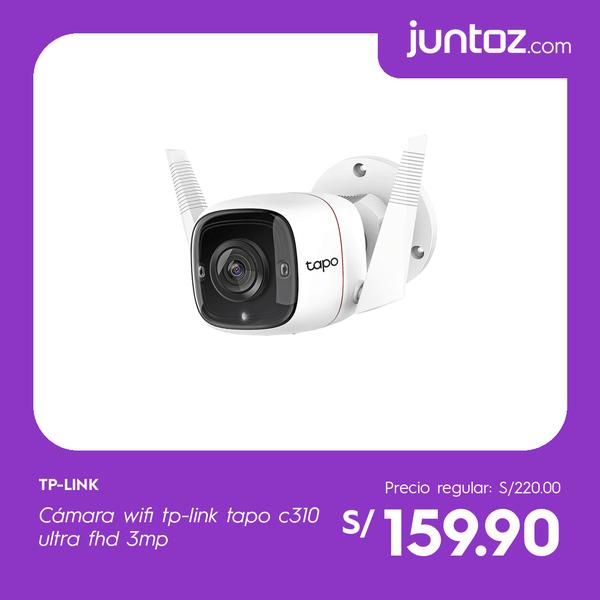 juntoz.com
tapo
TP-LINK
Cámara wifi tp-link tapo c310
ultra fhd 3mp
Precio regular: S/220.00
S/159.90